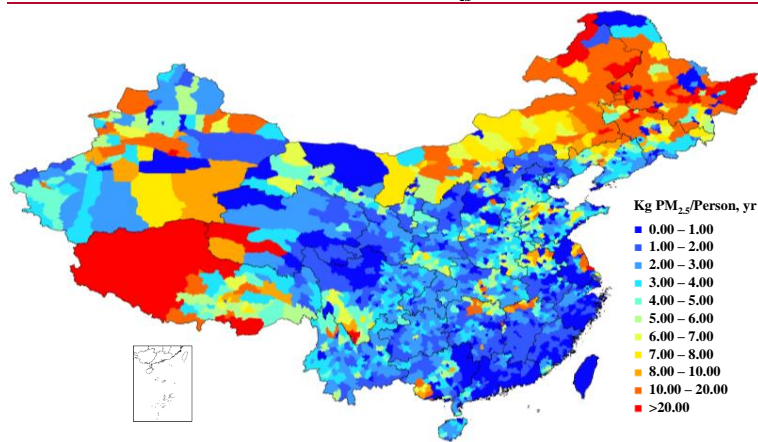 Kg PM2.5/Person, yr
0.00 – 1.00
1.00 – 2.00
2.00 – 3.00
3.00 – 4.00
4.00 – 5.00
5.00 – 6.00
6.00 – 7.00
7.00 – 8.00
8.00 – 10.00
10.00 – 20.00
>20.00